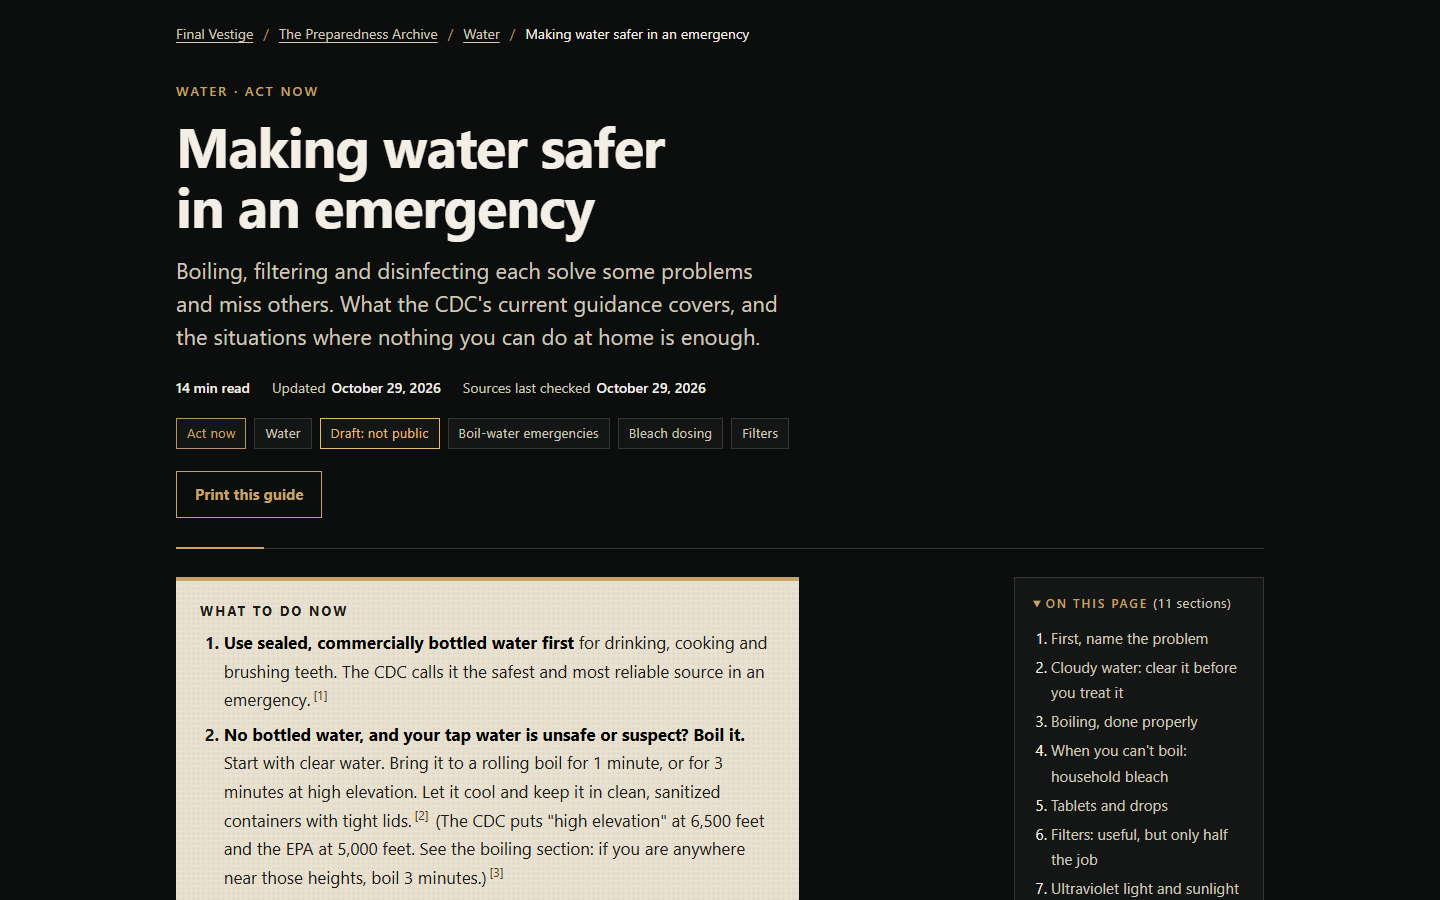 Final Vestige / The Preparedness Archive / Water / Making water safer in an emergency
WATER · ACT NOW
Making water safer
in an emergency
Boiling, filtering and disinfecting each solve some problems
and miss others. What the CDC's current guidance covers, and
the situations where nothing you can do at home is enough.
14 min read Updated October 29, 2026 Sources last checked October 29, 2026
Act now Water Draft: not public Boil-water emergencies Bleach dosing Filters
Print this guide
WHAT TO DO NOW
1. Use sealed, commercially bottled water first for drinking, cooking and
brushing teeth. The CDC calls it the safest and most reliable source in an
emergency. [1]
2. No bottled water, and your tap water is unsafe or suspect? Boil it.
Start with clear water. Bring it to a rolling boil for 1 minute, or for 3
minutes at high elevation. Let it cool and keep it in clean, sanitized
containers with tight lids. [2] (The CDC puts "high elevation" at 6,500 feet
and the EPA at 5,000 feet. See the boiling section: if you are anywhere
near those heights, boil 3 minutes.) [3]
▼ ON THIS PAGE (11 sections)
1. First, name the problem
2. Cloudy water: clear it before
you treat it
3. Boiling, done properly
4. When you can't boil:
household bleach
5. Tablets and drops
6. Filters: useful, but only half
the job
7. Ultraviolet light and sunlight